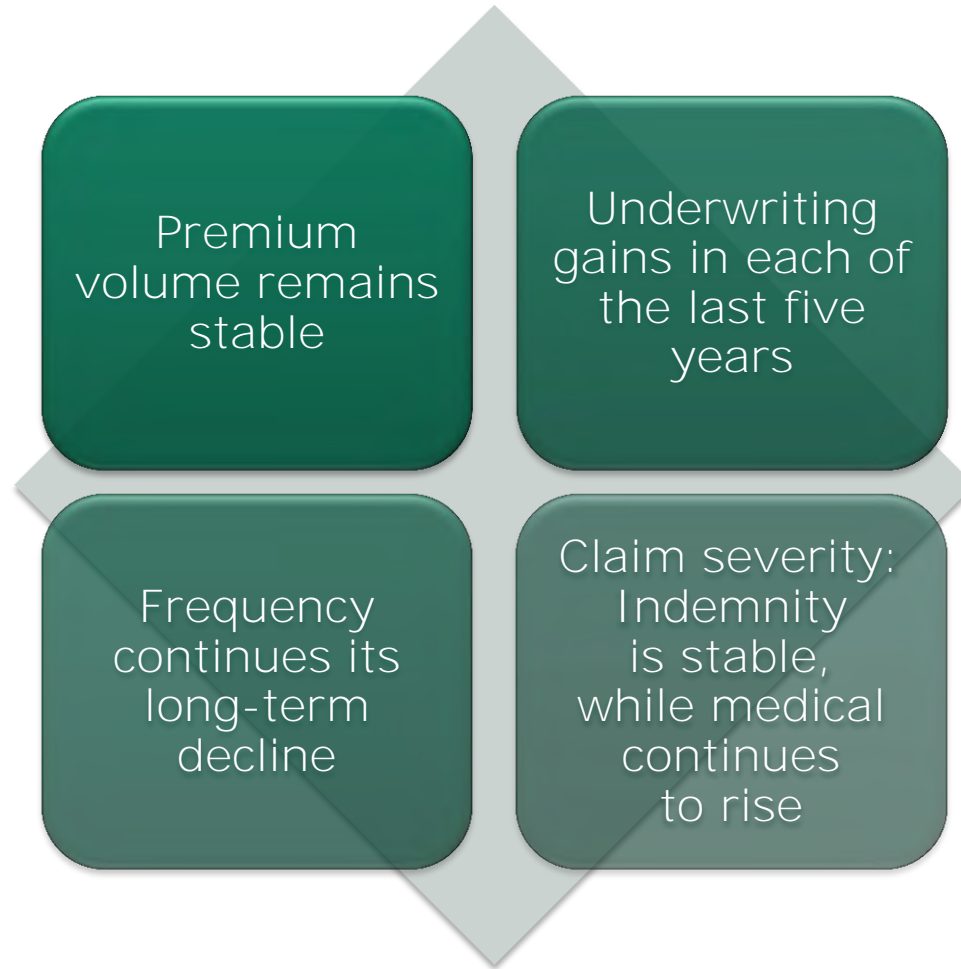 Premium
volume remains
stable
Underwriting
gains in each of
the last five
years
Frequency
continues its
long-term
decline
Claim severity:
Indemnity
is stable,
while medical
continues
to rise